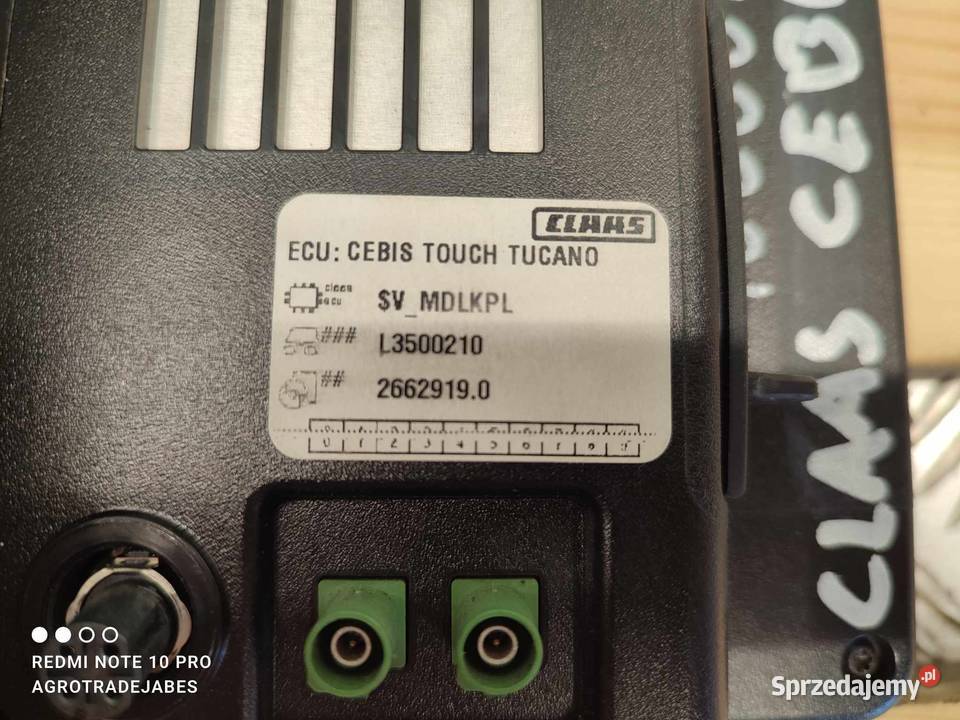 CLAAS
ECU: CEBIS TOUCH TUCANO
claas
ecu
SV_MDLKPL
### L3500210
## 2662919.0
0 1 2 3 4 5 6 7 8 9
CLAAS CEB
REDMI NOTE 10 PRO
AGROTRADEJABES
Sprzedajemy.pl